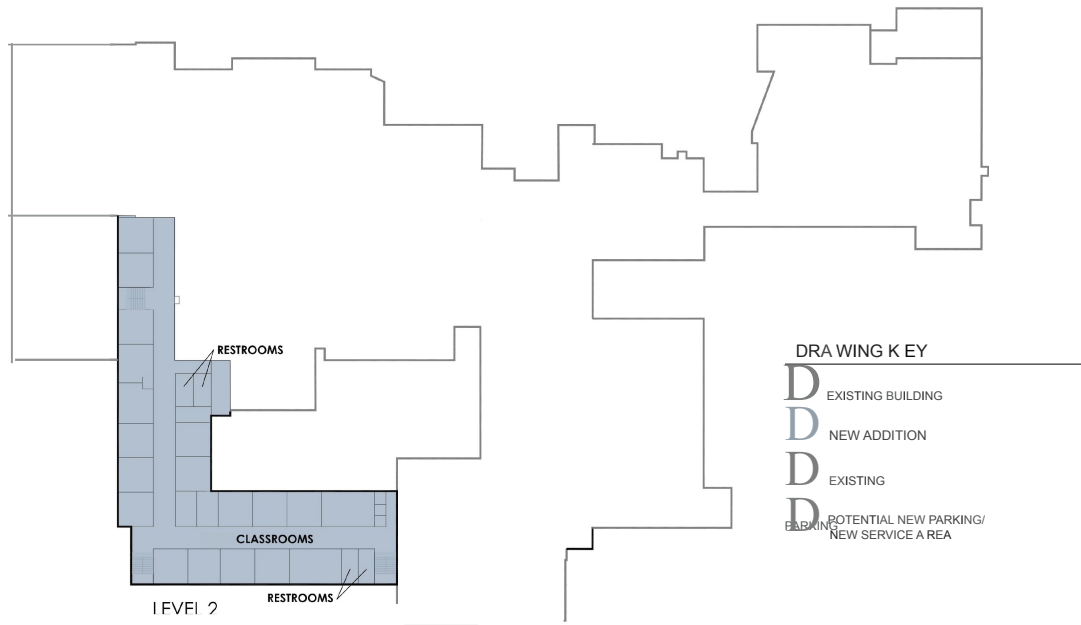 RESTROOMS
DRA WING K EY
D EXISTING BUILDING
D NEW ADDITION
D EXISTING
D POTENTIAL NEW PARKING/
PARKING
NEW SERVICE A REA
CLASSROOMS
RESTROOMS
LEVEL 2